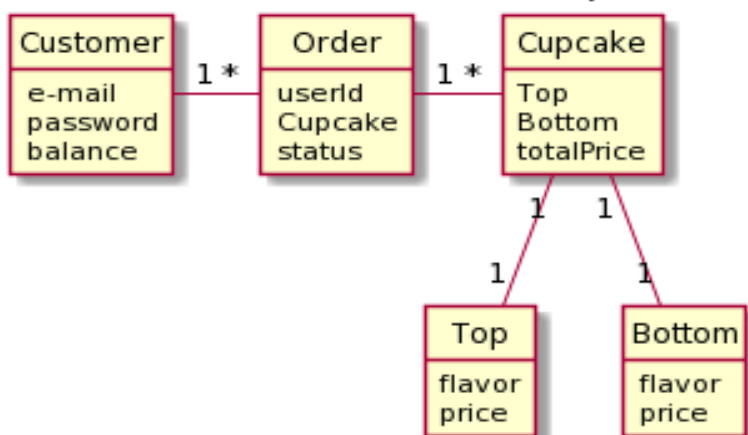 Customer
e-mail
password
balance
1 *
Order
userId
Cupcake
status
1 *
Cupcake
Top
Bottom
totalPrice
1
1
1
1
Top
flavor
price
Bottom
flavor
price